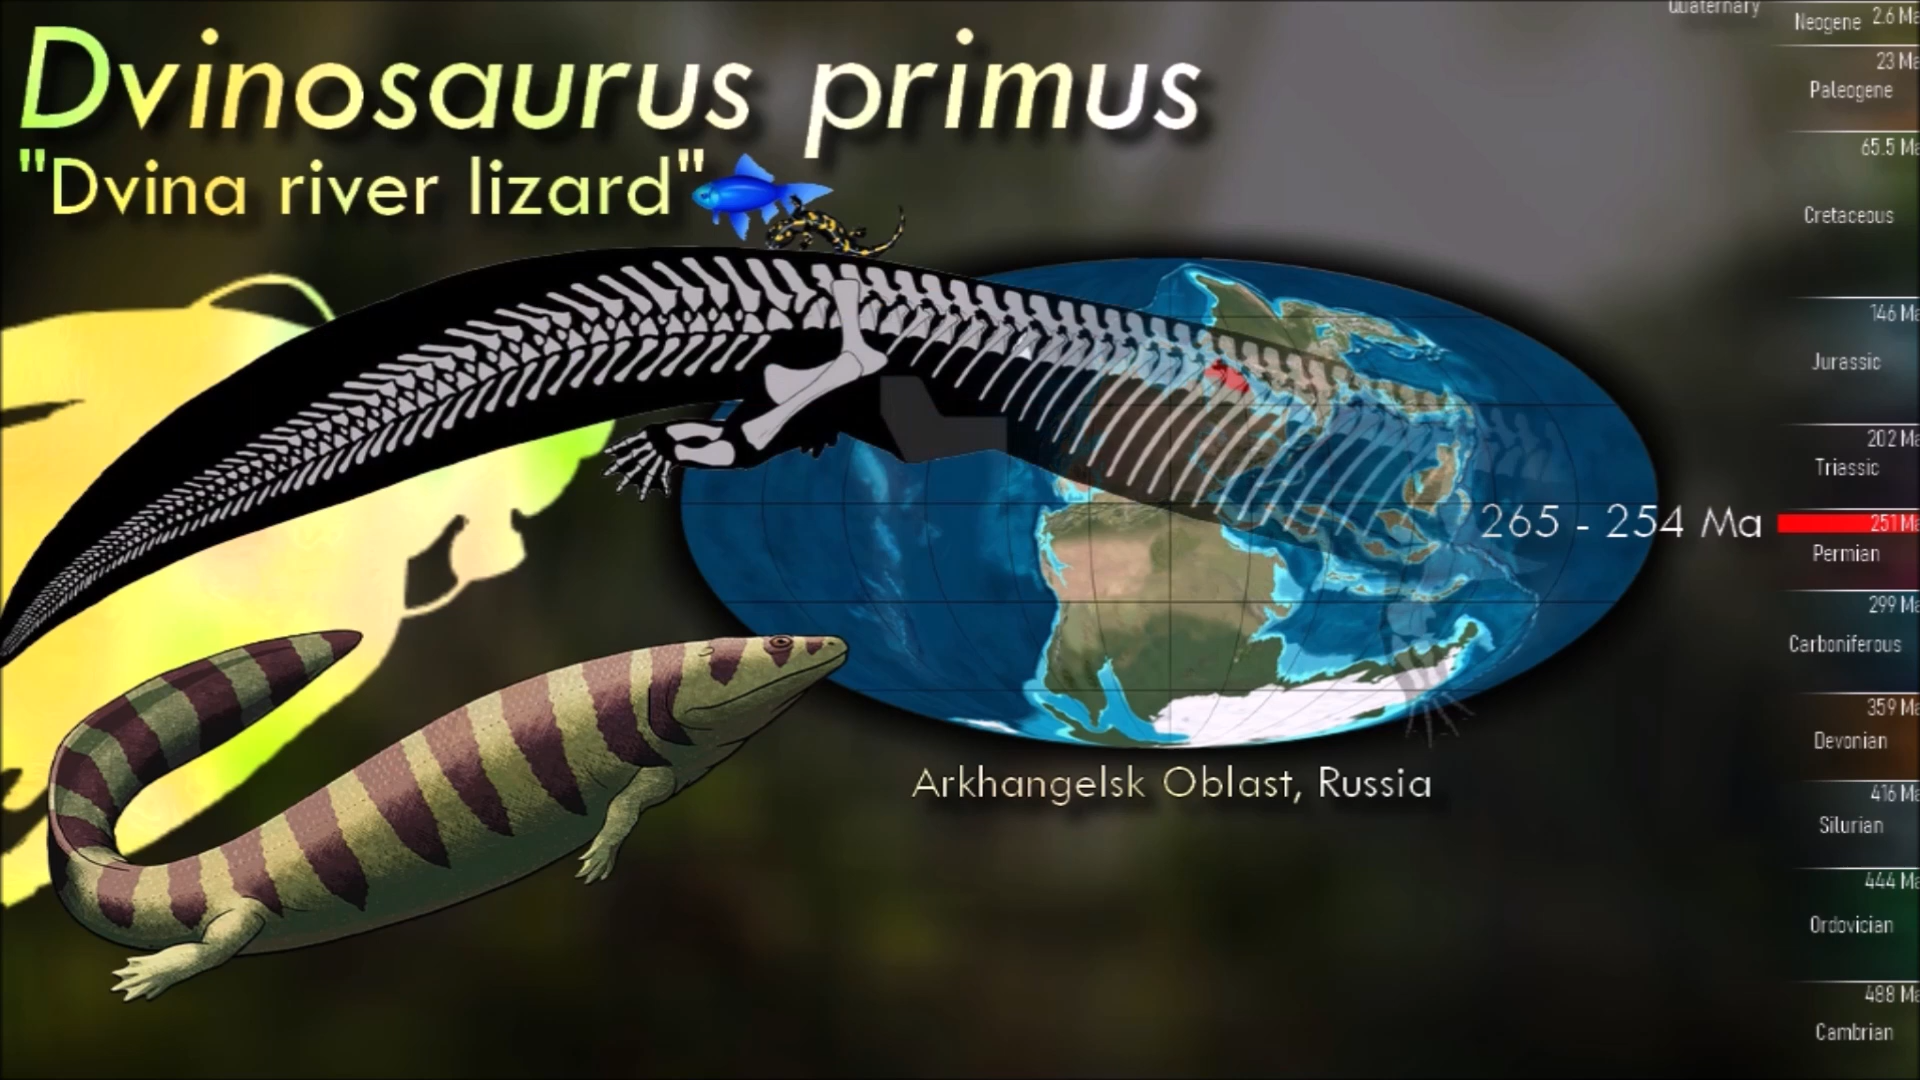 Dvinosaurus primus
"Dvina river lizard"
265 - 254 Ma
Arkhangelsk Oblast, Russia
Quaternary
2.6 Ma
Neogene
23 Ma
Paleogene
65.5 Ma
Cretaceous
146 Ma
Jurassic
202 Ma
Triassic
251 Ma
Permian
299 Ma
Carboniferous
359 Ma
Devonian
416 Ma
Silurian
444 Ma
Ordovician
488 Ma
Cambrian